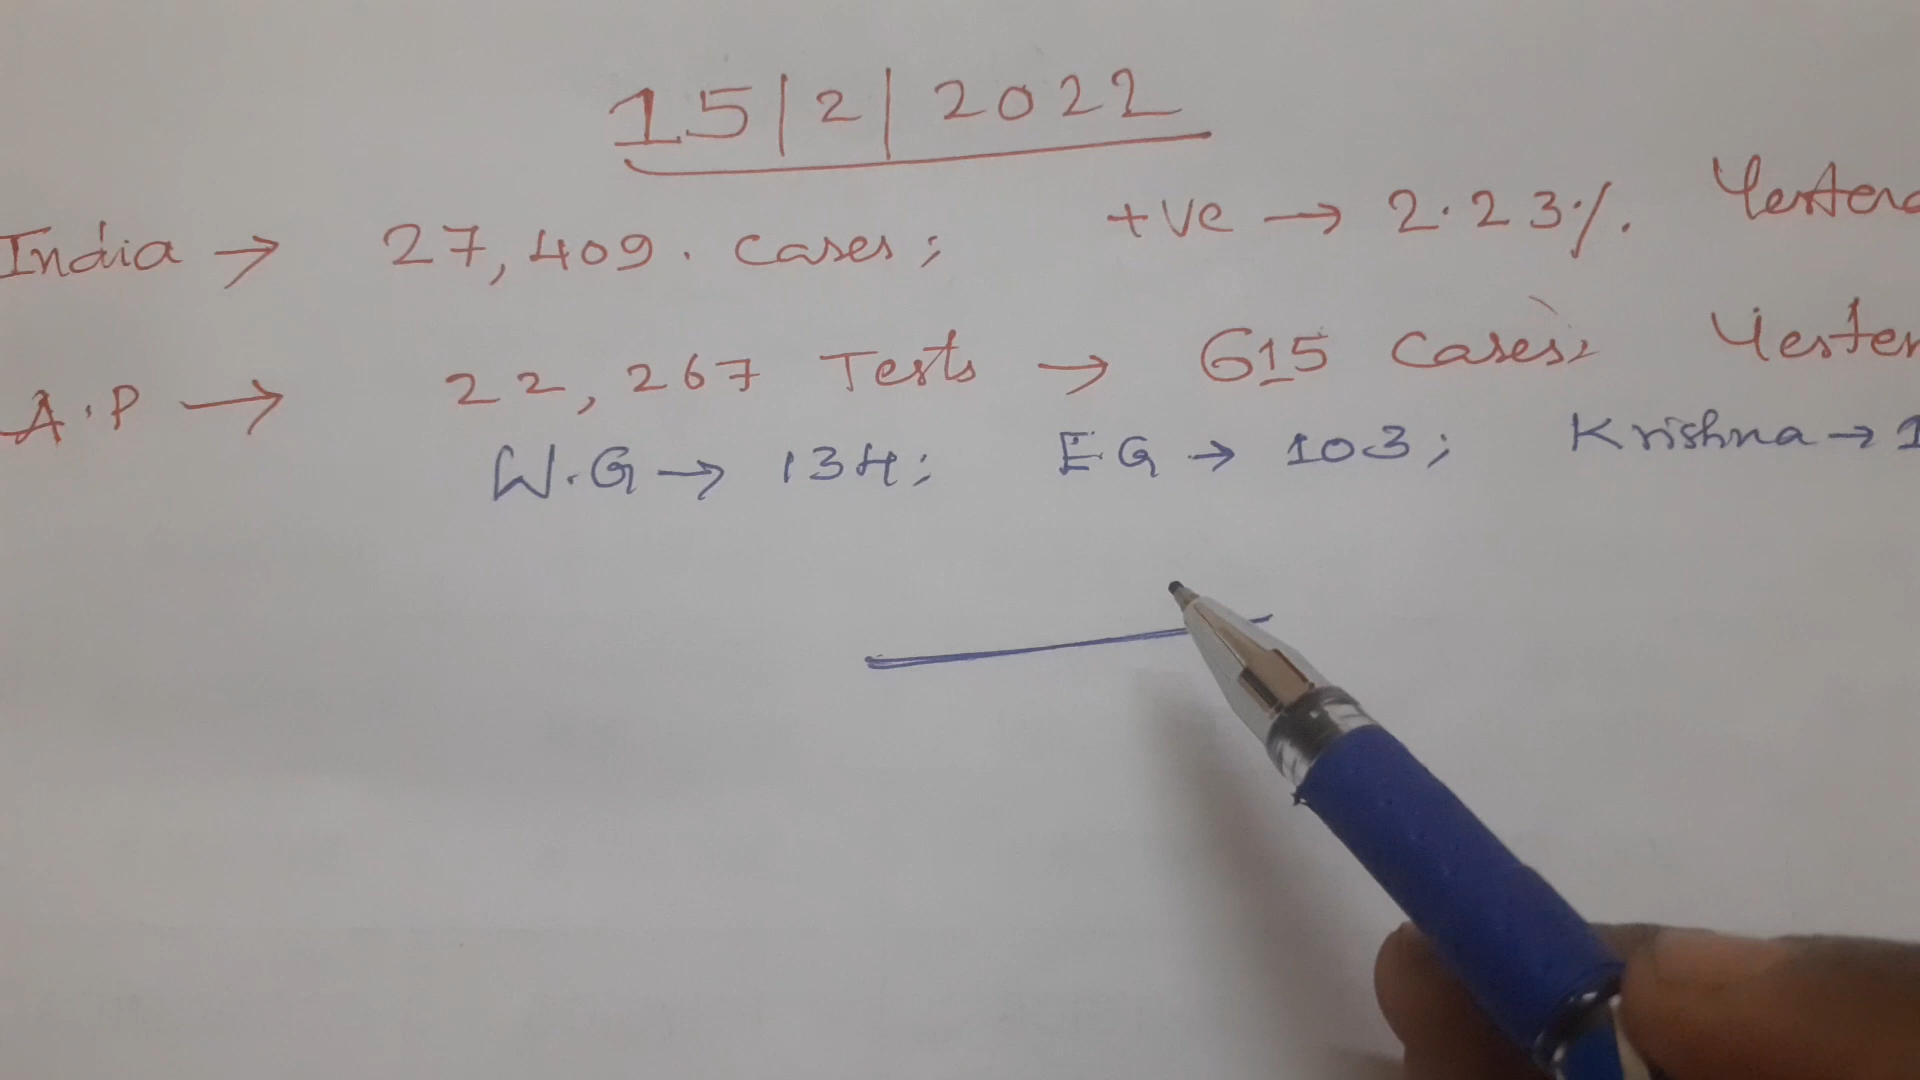 15|2|2022
India → 27,409. Cases; +ve → 2.23%.
A.P → 22,267 Tests → 615 Cases;
W.G → 134; EG → 103; Krishna →